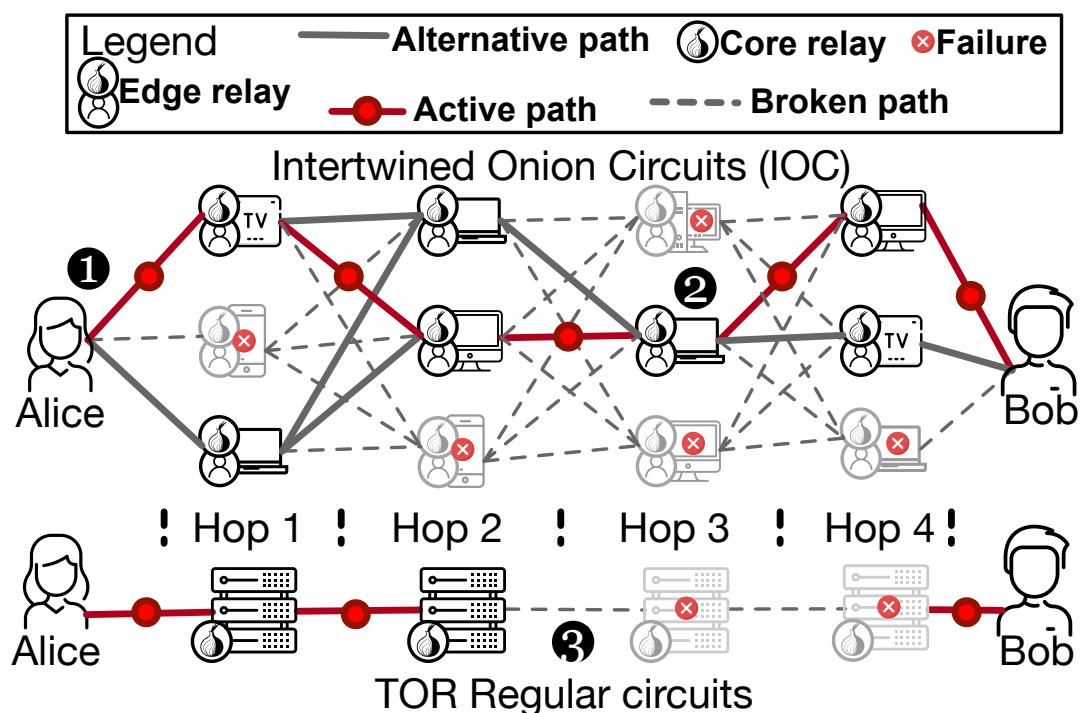 Legend
Alternative path
Core relay
Failure
Edge relay
Active path
Broken path
Intertwined Onion Circuits (IOC)
TV
1
2
TV
Alice
Bob
Hop 1
Hop 2
Hop 3
Hop 4
Alice
3
Bob
TOR Regular circuits